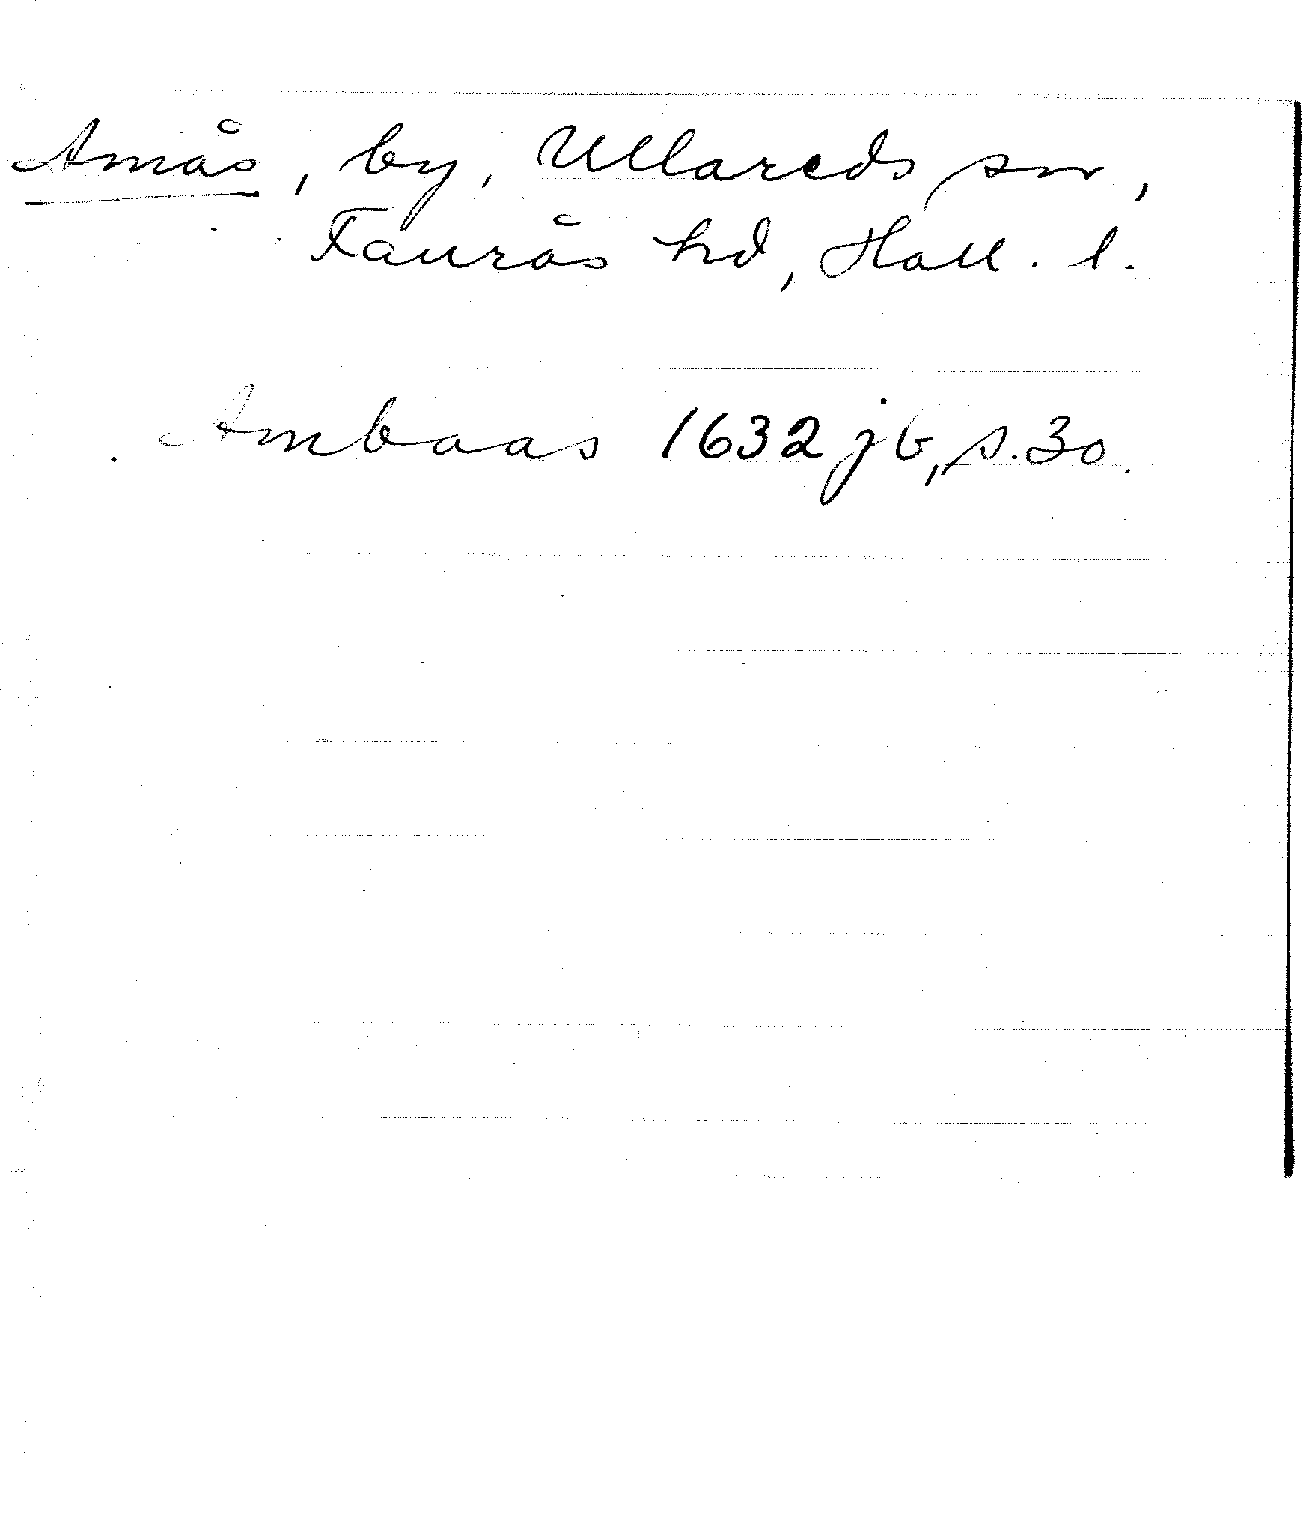 Amås, by, Ullareds sn,
Faurås hd, Hall. l.
Ambaas 1632 jb, s. 30.